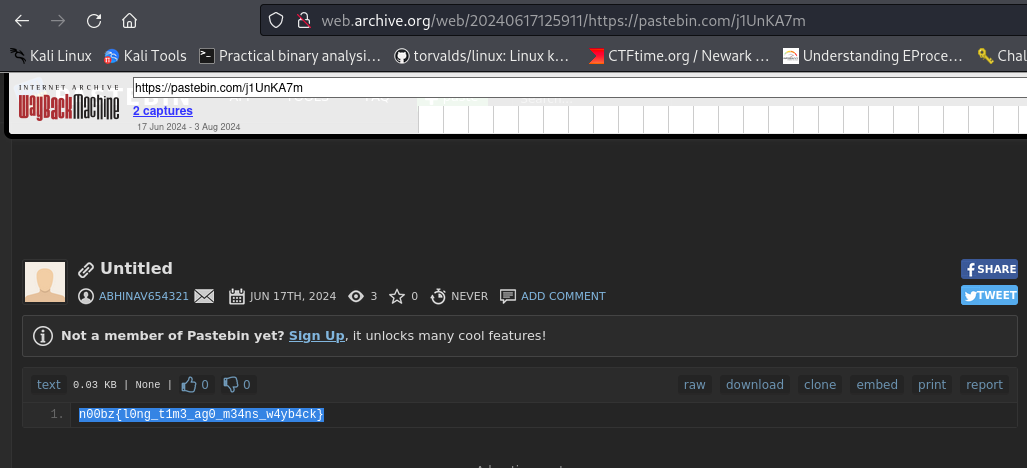 web.archive.org/web/20240617125911/https://pastebin.com/j1UnKA7m
Kali Linux Kali Tools Practical binary analysi… torvalds/linux: Linux k… CTFtime.org / Newark … Understanding EProce… Chal
INTERNET ARCHIVE
WayBackMachine
https://pastebin.com/j1UnKA7m
2 captures
17 Jun 2024 - 3 Aug 2024
Untitled
SHARE
ABHINAV654321 JUN 17TH, 2024 3 0 NEVER ADD COMMENT
TWEET
Not a member of Pastebin yet? Sign Up, it unlocks many cool features!
text 0.03 KB | None | 0 0 raw download clone embed print report
1. n00bz{l0ng_t1m3_ag0_m34ns_w4yb4ck}